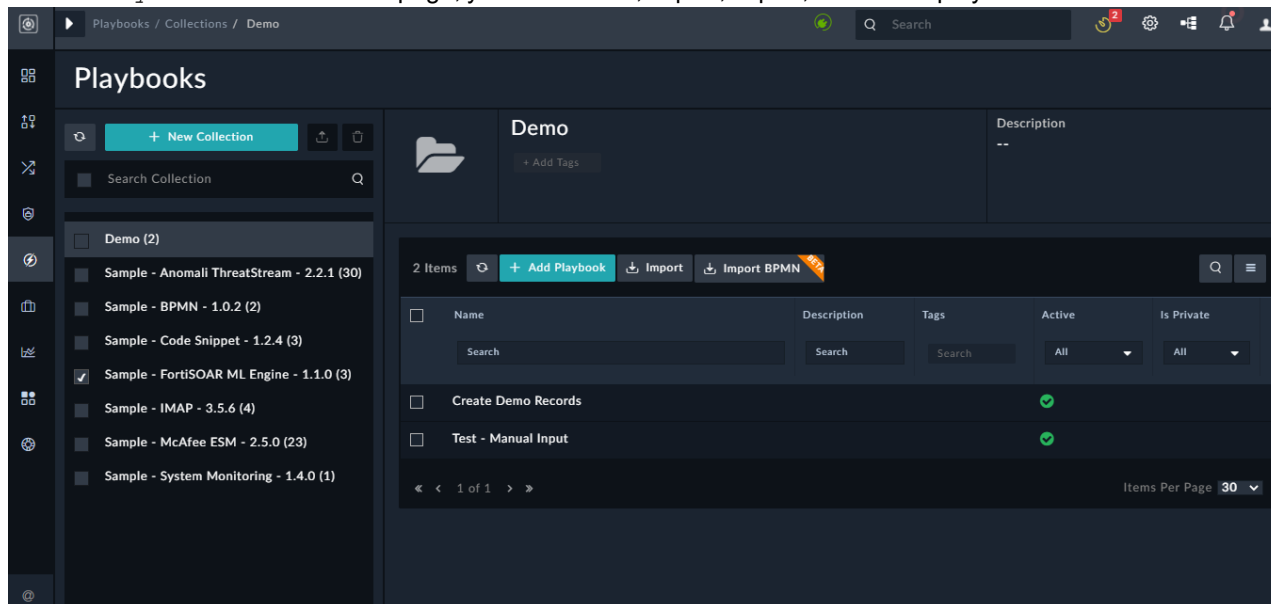 Playbooks / Collections / Demo
Search
2
Playbooks
+ New Collection
Search Collection
Demo (2)
Sample - Anomali ThreatStream - 2.2.1 (30)
Sample - BPMN - 1.0.2 (2)
Sample - Code Snippet - 1.2.4 (3)
Sample - FortiSOAR ML Engine - 1.1.0 (3)
Sample - IMAP - 3.5.6 (4)
Sample - McAfee ESM - 2.5.0 (23)
Sample - System Monitoring - 1.4.0 (1)
Demo
+ Add Tags
Description
--
2 Items + Add Playbook Import Import BPMN BETA
Name Description Tags Active Is Private
Search Search Search All All
Create Demo Records
Test - Manual Input
« < 1 of 1 > » Items Per Page 30
@